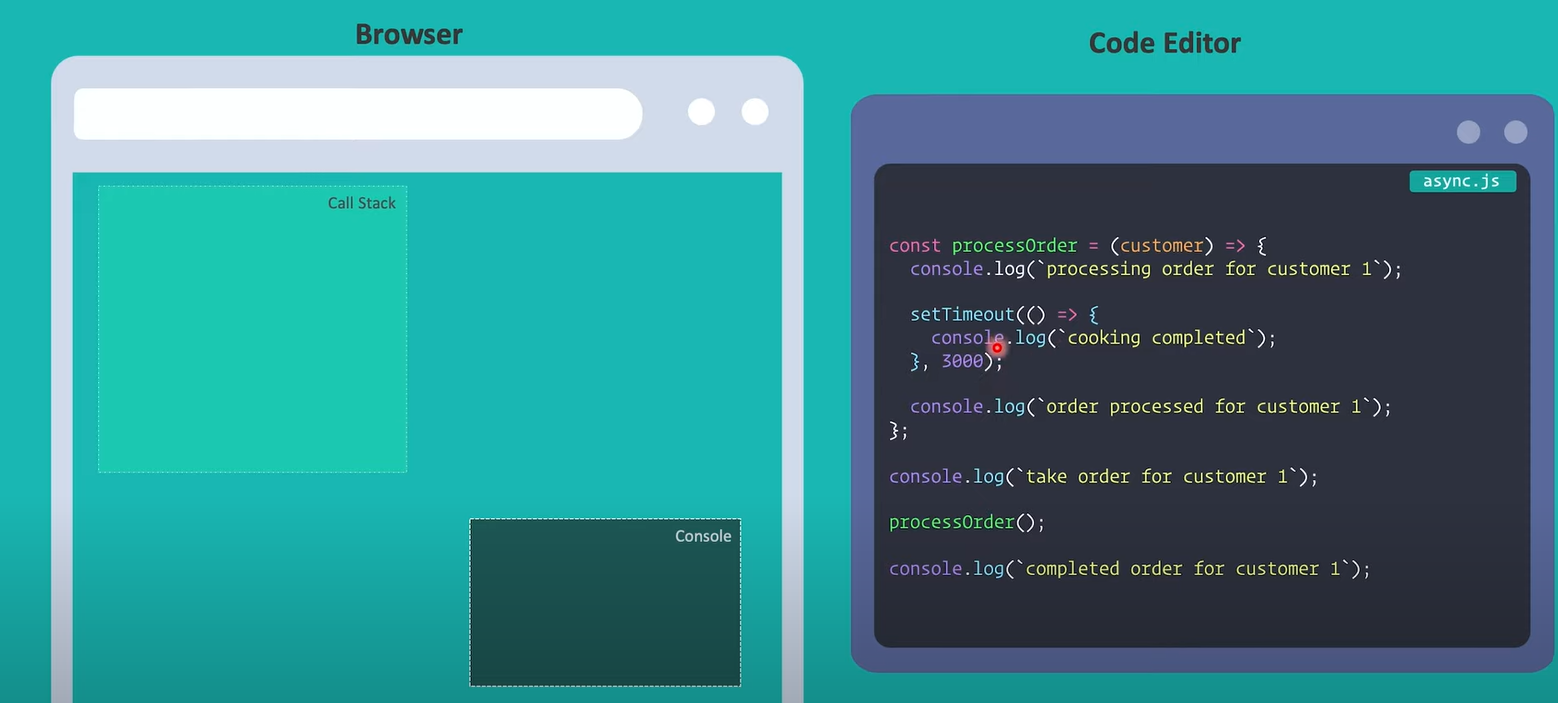 Browser
Code Editor
Call Stack
Console
async.js
const processOrder = (customer) => {
  console.log(`processing order for customer 1`);
  setTimeout(() => {
    console.log(`cooking completed`);
  }, 3000);
  console.log(`order processed for customer 1`);
};
console.log(`take order for customer 1`);
processOrder();
console.log(`completed order for customer 1`);